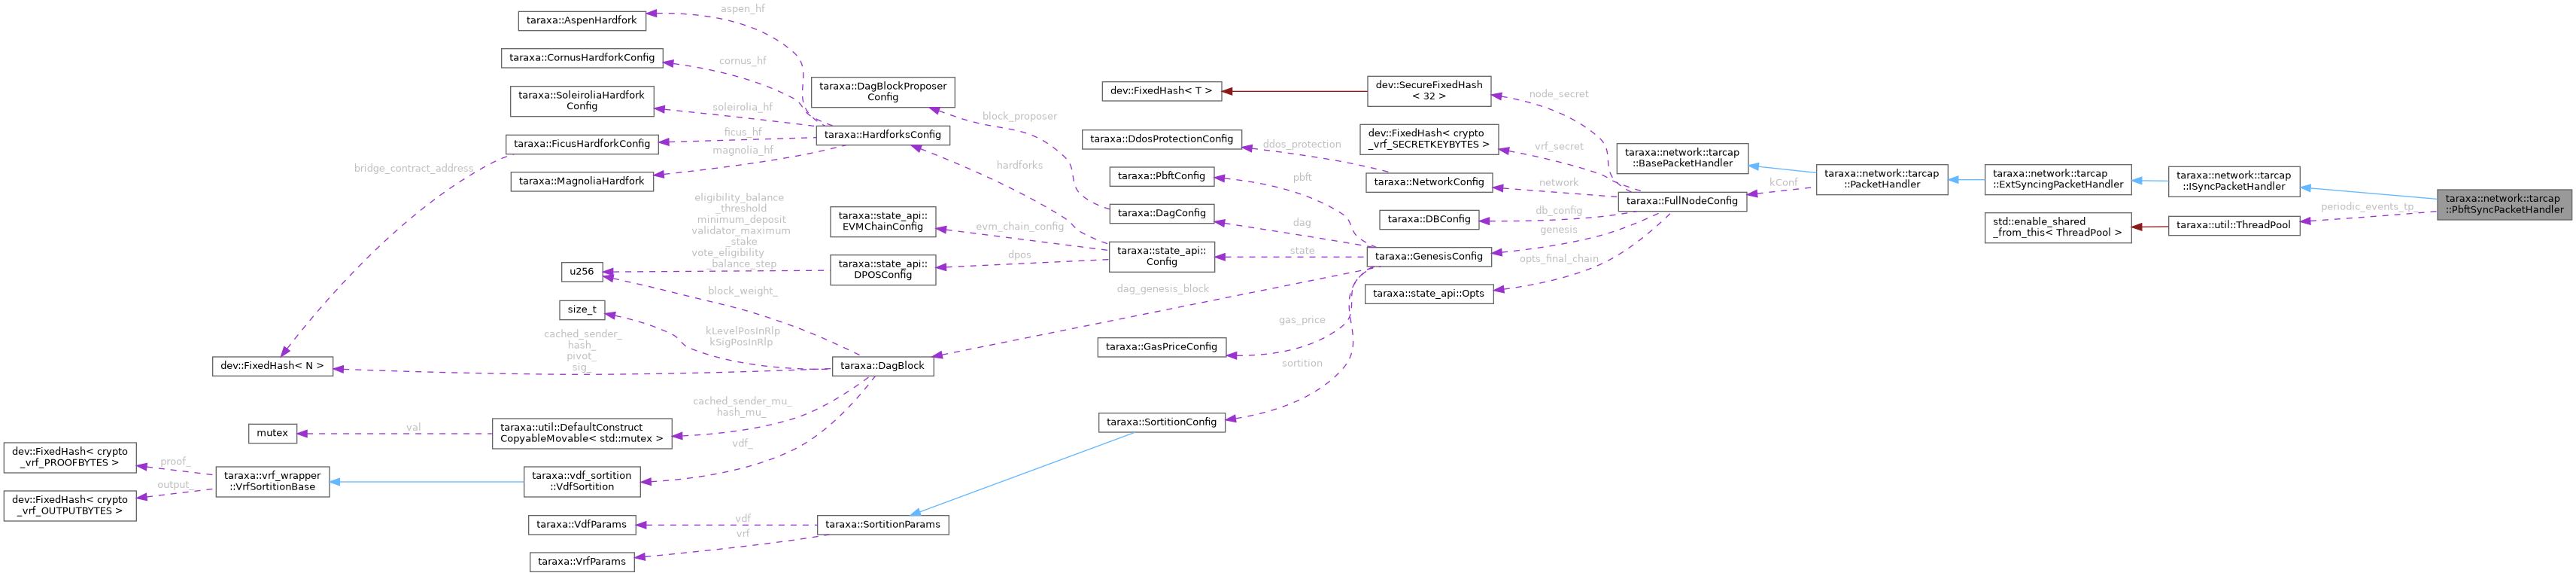 taraxa::AspenHardfork
aspen_hf
taraxa::CornusHardforkConfig
cornus_hf
taraxa::SoleiroliaHardfork
Config
soleirolia_hf
taraxa::FicusHardforkConfig
ficus_hf
taraxa::MagnoliaHardfork
magnolia_hf
bridge_contract_address
taraxa::HardforksConfig
taraxa::DagBlockProposer
Config
block_proposer
hardforks
eligibility_balance
_threshold
minimum_deposit
validator_maximum
_stake
vote_eligibility
_balance_step
taraxa::state_api::
EVMChainConfig
evm_chain_config
taraxa::state_api::
DPOSConfig
dpos
u256
block_weight_
size_t
kLevelPosInRlp
kSigPosInRlp
cached_sender_
hash_
pivot_
sig_
dev::FixedHash< N >
taraxa::DagBlock
dag_genesis_block
cached_sender_mu_
hash_mu_
taraxa::util::DefaultConstruct
CopyableMovable< std::mutex >
val
mutex
vdf_
dev::FixedHash< crypto
_vrf_PROOFBYTES >
proof_
dev::FixedHash< crypto
_vrf_OUTPUTBYTES >
output_
taraxa::vrf_wrapper
::VrfSortitionBase
taraxa::vdf_sortition
::VdfSortition
taraxa::VdfParams
vdf
taraxa::VrfParams
vrf
taraxa::SortitionParams
taraxa::SortitionConfig
sortition
taraxa::GasPriceConfig
gas_price
dev::FixedHash< T >
dev::SecureFixedHash
< 32 >
node_secret
taraxa::DdosProtectionConfig
ddos_protection
dev::FixedHash< crypto
_vrf_SECRETKEYBYTES >
vrf_secret
taraxa::PbftConfig
pbft
taraxa::NetworkConfig
network
taraxa::DagConfig
dag
taraxa::DBConfig
db_config
taraxa::state_api::
Config
state
taraxa::GenesisConfig
genesis
taraxa::state_api::Opts
opts_final_chain
taraxa::network::tarcap
::BasePacketHandler
taraxa::FullNodeConfig
kConf
taraxa::network::tarcap
::PacketHandler
taraxa::network::tarcap
::ExtSyncingPacketHandler
std::enable_shared
_from_this< ThreadPool >
taraxa::network::tarcap
::ISyncPacketHandler
taraxa::util::ThreadPool
periodic_events_tp_
taraxa::network::tarcap
::PbftSyncPacketHandler